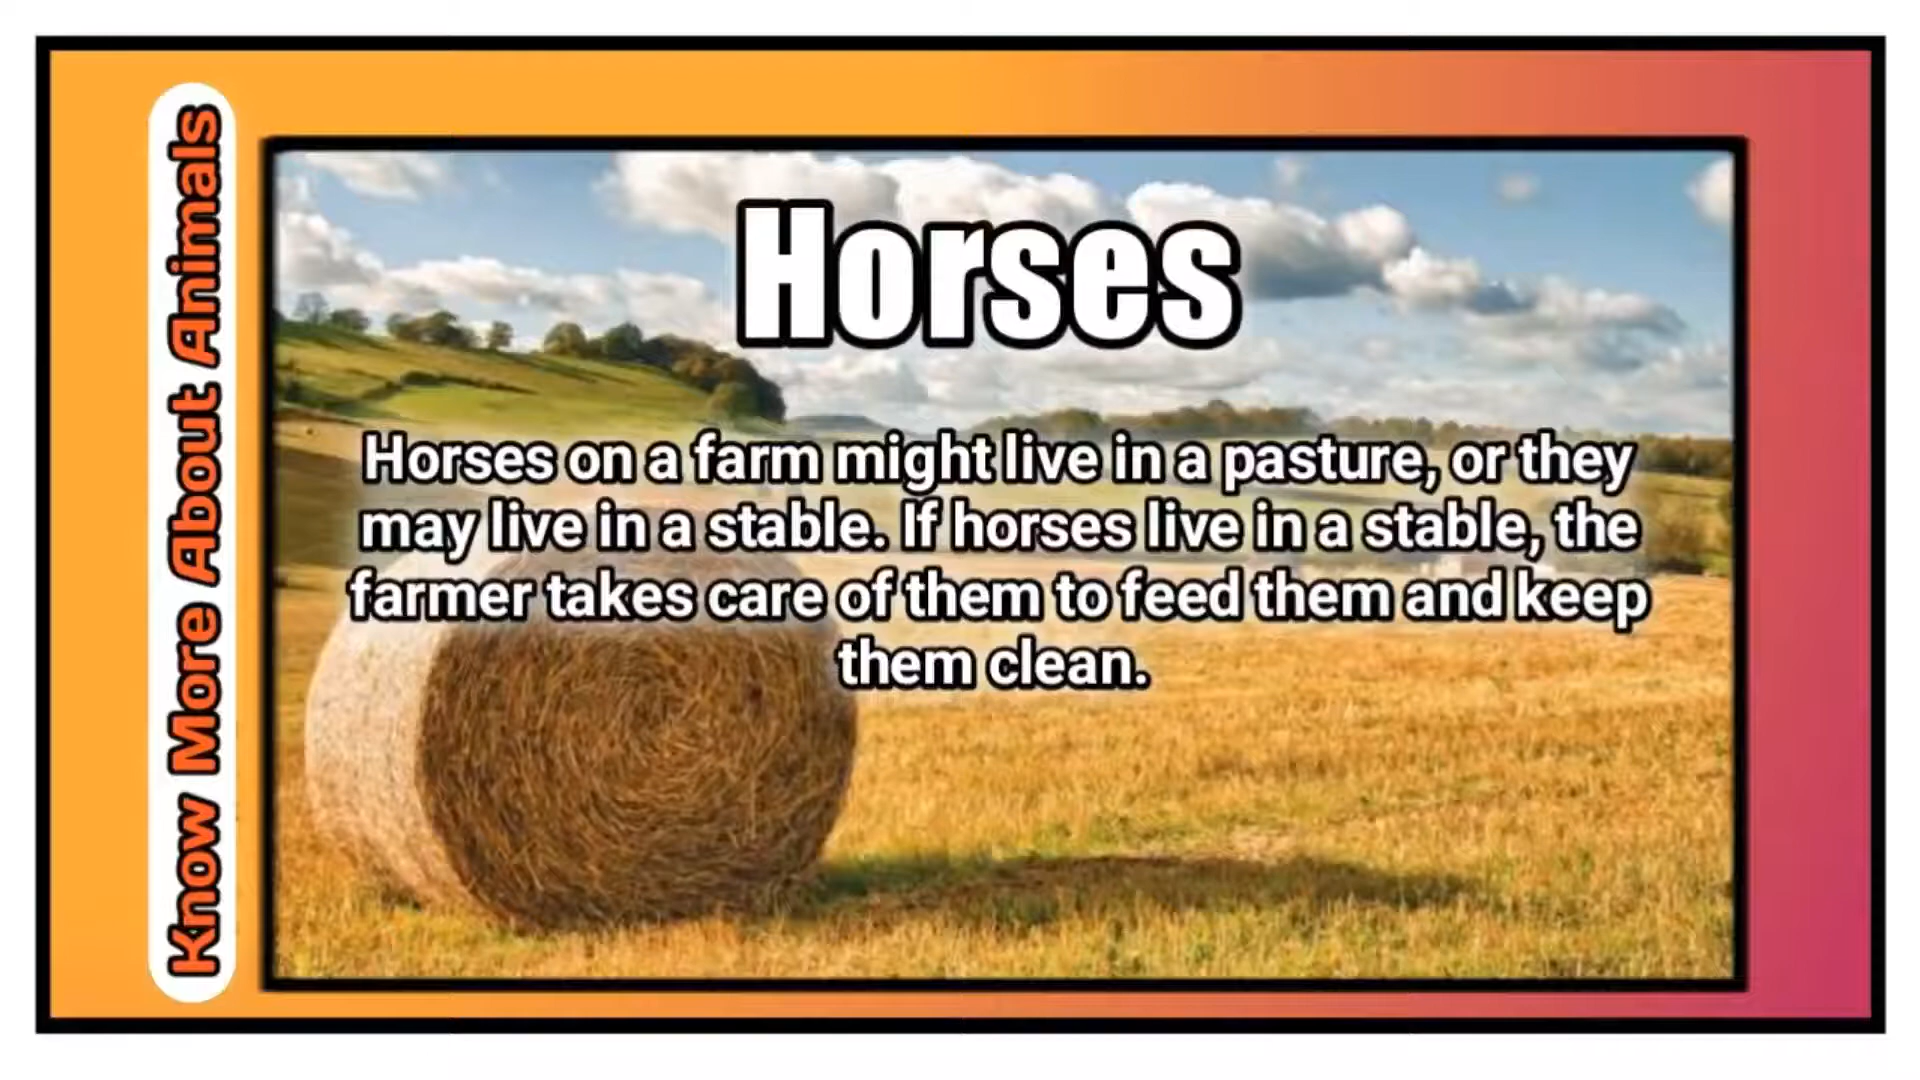 Know More About Animals
Horses
Horses on a farm might live in a pasture, or they
may live in a stable. If horses live in a stable, the
farmer takes care of them to feed them and keep
them clean.